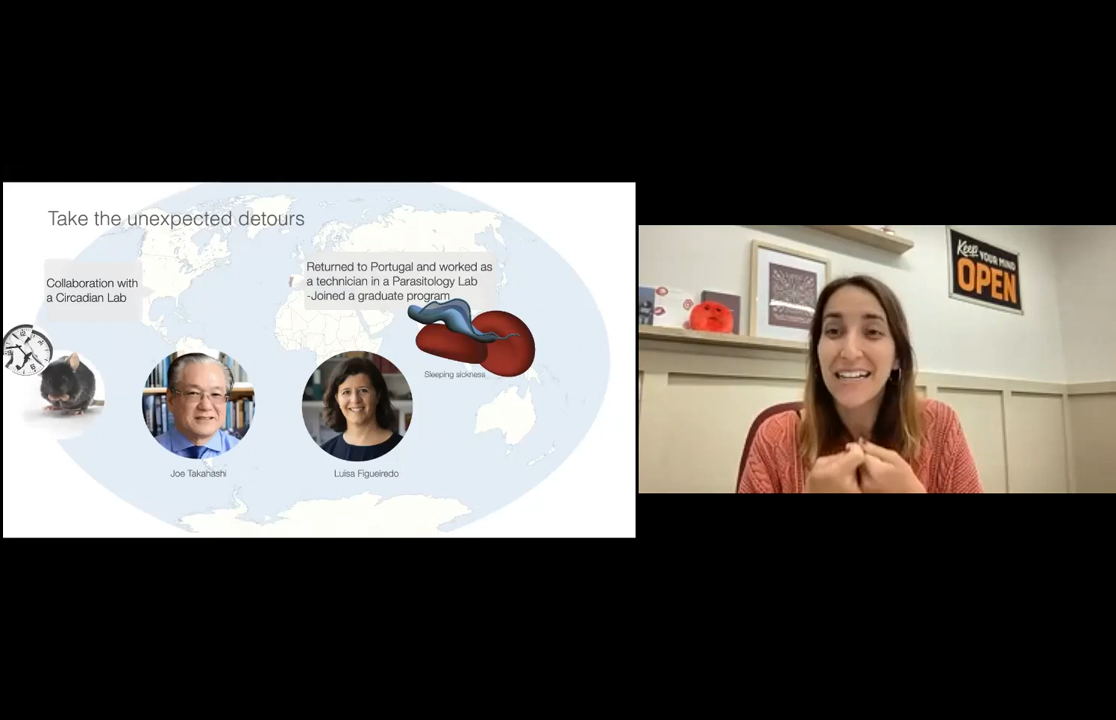 Take the unexpected detours
Collaboration with
a Circadian Lab
Returned to Portugal and worked as
a technician in a Parasitology Lab
-Joined a graduate program
Sleeping sickness
Joe Takahashi
Luisa Figueiredo
Keep YOUR MIND
OPEN